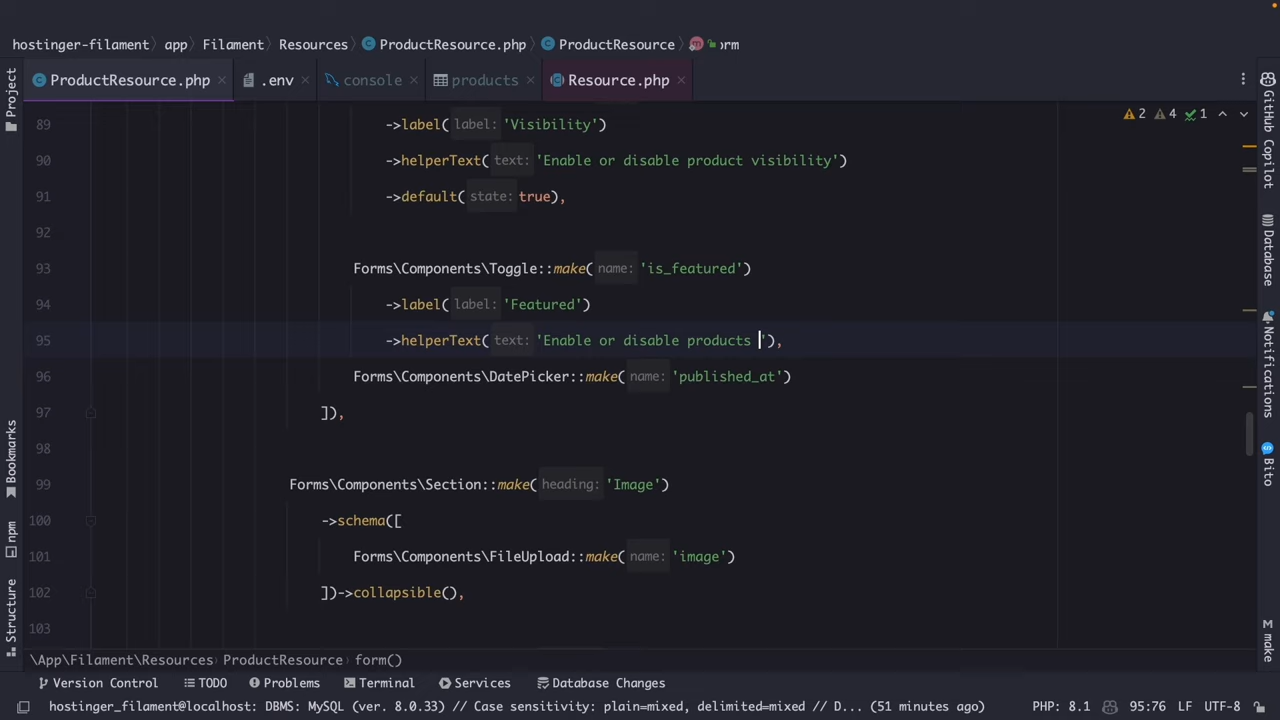 hostinger-filament app Filament Resources ProductResource.php ProductResource orm
ProductResource.php .env console products Resource.php
Project
GitHub Copilot
Database
Notifications
Bito
make
Bookmarks
npm
Structure
2 4 1
89 ->label( label: 'Visibility')
90 ->helperText( text: 'Enable or disable product visibility')
91 ->default( state: true),
92
93 Forms\Components\Toggle::make( name: 'is_featured')
94 ->label( label: 'Featured')
95 ->helperText( text: 'Enable or disable products '),
96 Forms\Components\DatePicker::make( name: 'published_at')
97 ]),
98
99 Forms\Components\Section::make( heading: 'Image')
100 ->schema([
101 Forms\Components\FileUpload::make( name: 'image')
102 ])->collapsible(),
103
\App\Filament\Resources ProductResource form()
Version Control TODO Problems Terminal Services Database Changes
hostinger_filament@localhost: DBMS: MySQL (ver. 8.0.33) // Case sensitivity: plain=mixed, delimited=mixed // D... (51 minutes ago) PHP: 8.1 95:76 LF UTF-8